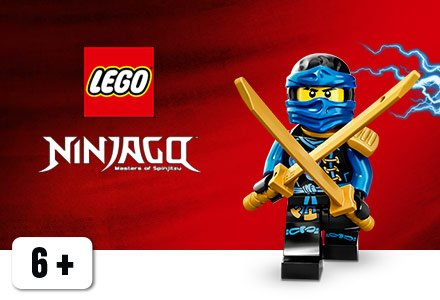 LEGO
NINJAGO
Masters of Spinjitzu
6+